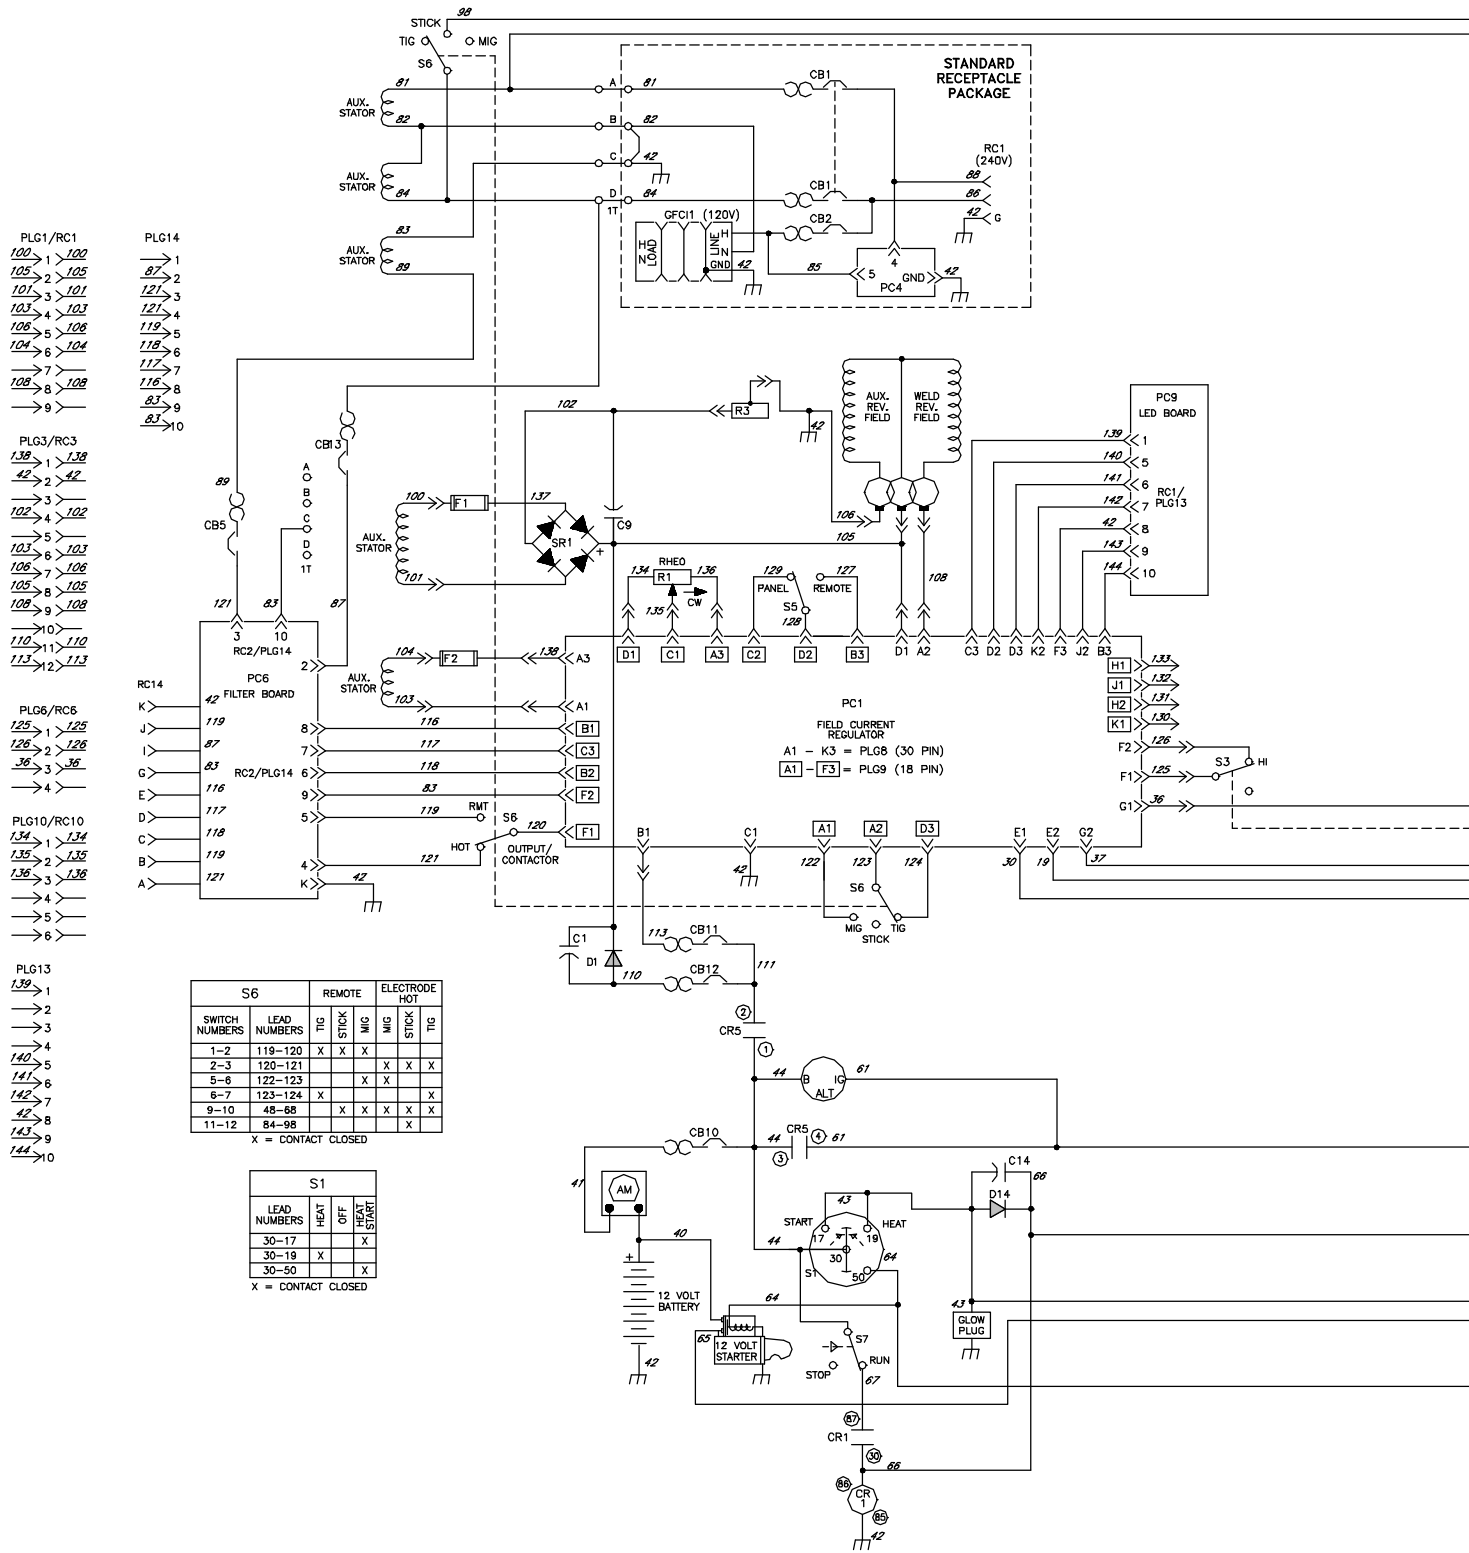 98
STICK
TIG
MIG
S6
STANDARD
RECEPTACLE
PACKAGE
81
A
81
CB1
AUX.
STATOR
82
B
82
C
42
RC1
(240V)
AUX.
STATOR
84
D
84
1T
CB1
88
86
42
G
GFCI1 (120V)
CB2
H
N
LOAD
LINE
H
N
GND
42
83
AUX.
STATOR
89
85
5
4
GND
42
PC4
PLG1/RC1
100 1 100
105 2 105
101 3 101
103 4 103
106 5 106
104 6 104
7
108 8 108
9
PLG14
1
87 2
121 3
121 4
119 5
118 6
117 7
116 8
83 9
83 10
PLG3/RC3
138 1 138
42 2 42
3
102 4 102
5
103 6 103
106 7 106
105 8 105
108 9 108
10
110 11 110
113 12 113
PLG6/RC6
125 1 125
126 2 126
36 3 36
4
PLG10/RC10
134 1 134
135 2 135
136 3 136
4
5
6
PLG13
139 1
2
3
4
140 5
141 6
142 7
42 8
143 9
144 10
102
R3
42
AUX.
REV.
FIELD
WELD
REV.
FIELD
PC9
LED BOARD
139 1
140 5
141 6
142 7
42 8
143 9
144 10
RC1/
PLG13
CB13
A
B
C
D
1T
89
CB5
100
F1
137
AUX.
STATOR
101
SR1
+
C9
106
105
108
RHEO
134
R1
136
135
CW
129
127
PANEL
REMOTE
S5
128
121
83
87
3
10
RC2/PLG14
2
PC6
FILTER BOARD
104
F2
138
A3
AUX.
STATOR
103
A1
D1
C1
A3
C2
D2
B3
D1
A2
C3
D2
D3
K2
F3
J2
B3
H1 133
J1 132
H2 131
K1 130
F2 126
F1 125
G1 36
S3
HI
PC1
FIELD CURRENT
REGULATOR
A1 - K3 = PLG8 (30 PIN)
A1 - F3 = PLG9 (18 PIN)
RC14
K 42
J 119
I 87
G 83
E 116
D 117
C 118
B 119
A 121
8 116 B1
7 117 C3
RC2/PLG14
6 118 B2
9 83 F2
5 119
RMT
S6
120
F1
HOT
OUTPUT/
CONTACTOR
4 121
K 42
B1
C1
A1
A2
D3
E1
E2
G2
42
122
123
124
30
19
37
S6
MIG
STICK
TIG
C1
D1
110
113
CB11
CB12
111
S6
REMOTE
ELECTRODE
HOT
SWITCH
NUMBERS
LEAD
NUMBERS
TIG
STICK
MIG
MIG
STICK
TIG
1-2 119-120 X X X
2-3 120-121 X X X
5-6 122-123 X X
6-7 123-124 X X
9-10 48-68 X X X X X
11-12 84-98 X
X = CONTACT CLOSED
2
CR5
1
44
B
IG
ALT
61
CB10
44
CR5
4
3
61
41
AM
S1
LEAD
NUMBERS
HEAT
OFF
HEAT
START
30-17 X
30-19 X
30-50 X
X = CONTACT CLOSED
40
+
12 VOLT
BATTERY
42
65
12 VOLT
STARTER
64
43
START
HEAT
17
19
44
30
S1
50
64
C14
66
D14
43
GLOW
PLUG
S7
RUN
STOP
67
87
CR1
30
66
86
CR
1
85
42